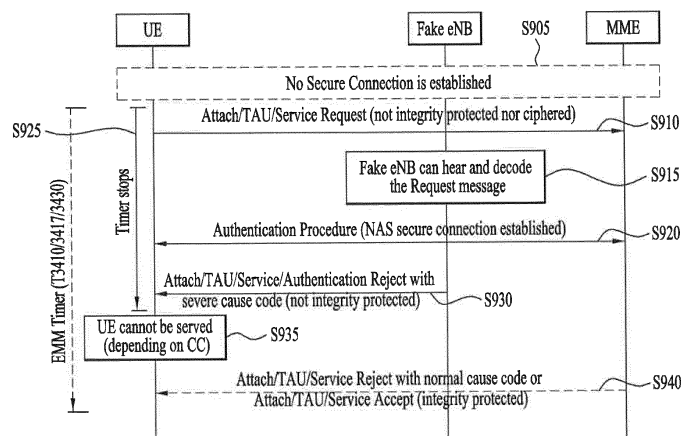 UE
Fake eNB
MME
S905
No Secure Connection is established
S925
Attach/TAU/Service Request (not integrity protected nor ciphered)
S910
Fake eNB can hear and decode
the Request message
S915
Timer stops
EMM Timer (T3410/3417/3430)
Authentication Procedure (NAS secure connection established)
S920
Attach/TAU/Service/Authentication Reject with
severe cause code (not integrity protected)
S930
UE cannot be served
(depending on CC)
S935
Attach/TAU/Service Reject with normal cause code or
Attach/TAU/Service Accept (integrity protected)
S940